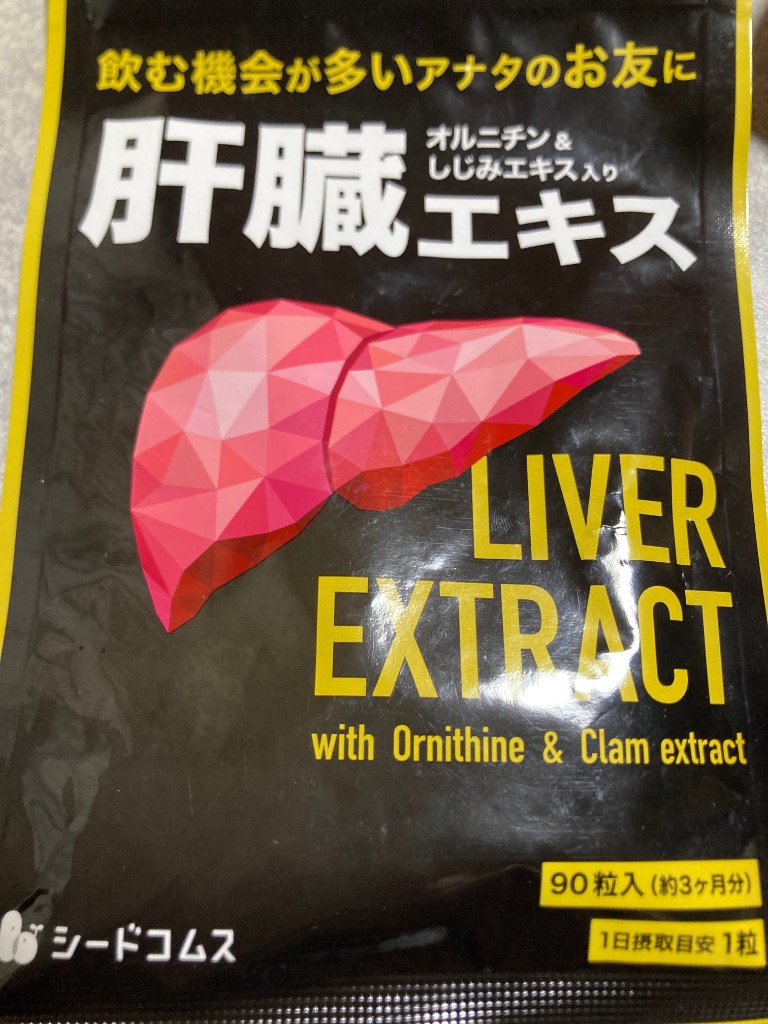 飲む機会が多いアナタのお友に
肝臓エキス
オルニチン&
しじみエキス入り
LIVER
EXTRACT
with Ornithine & Clam extract
90粒入(約3ヶ月分)
1日摂取目安 1粒
シードコムス